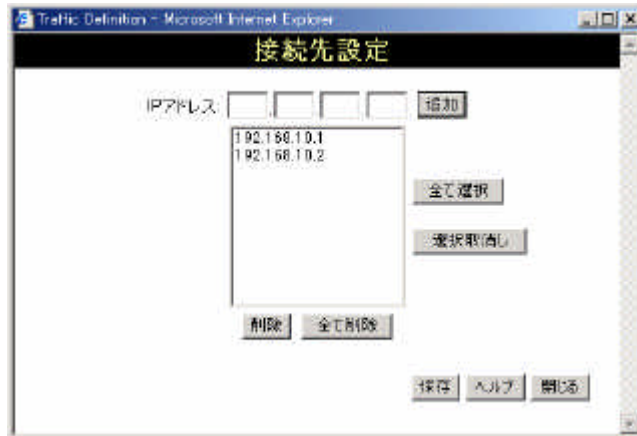 Traffic Definition - Microsoft Internet Explorer
接続先設定
IPアドレス . . . 追加
192.168.10.1
192.168.10.2
全て選択
選択取消し
削除 全て削除
保存 ヘルプ 閉じる